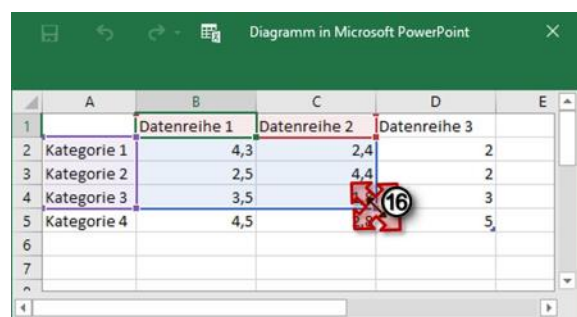 Diagramm in Microsoft PowerPoint
A B C D E
1 Datenreihe 1 Datenreihe 2 Datenreihe 3
2 Kategorie 1 4,3 2,4 2
3 Kategorie 2 2,5 4,4 2
4 Kategorie 3 3,5 3
16
5 Kategorie 4 4,5 2,8 5
6
7